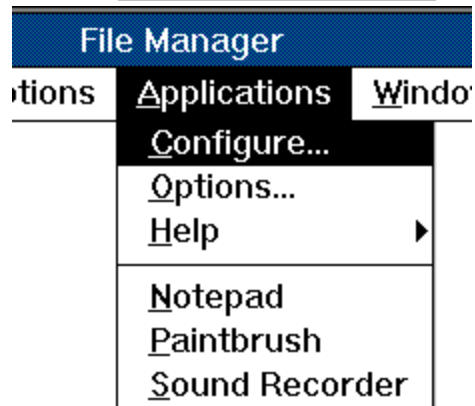 File Manager
tions Applications Windo
Configure...
Options...
Help
Notepad
Paintbrush
Sound Recorder